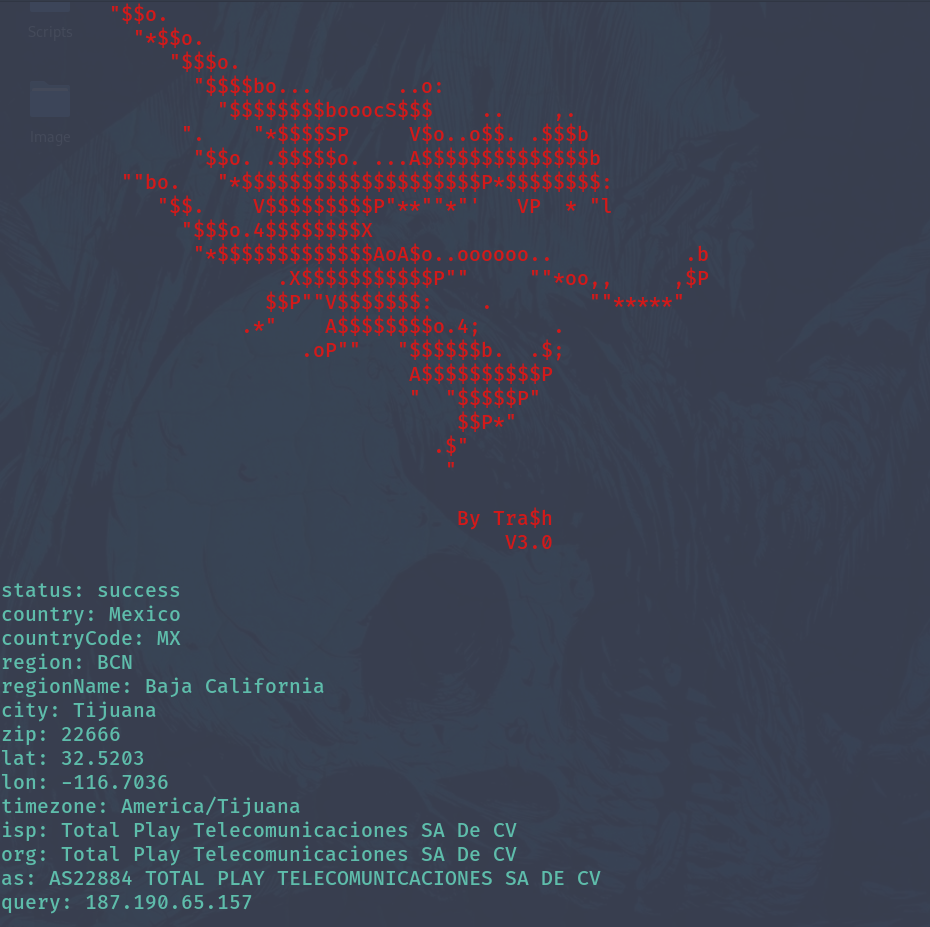 Scripts
Image
"$$o.
"*$$o.
"$$$o.
"$$$$bo...       ..o:
"$$$$$$$$booocS$$$    ..    ,.
".    "*$$$$SP     V$o..o$$. .$$$b
"$$o. .$$$$$o. ...A$$$$$$$$$$$$$$b
""bo.   "*$$$$$$$$$$$$$$$$$$$$P*$$$$$$$$:
"$$.    V$$$$$$$$$P"**""*"'   VP  * "l
"$$$o.4$$$$$$$$X
"*$$$$$$$$$$$$$AoA$o..oooooo..           .b
.X$$$$$$$$$$$P""     ""*oo,,     ,$P
$$P""V$$$$$$$:    .        ""*****"
.*"    A$$$$$$$$o.4;      .
.oP""   "$$$$$$b.  .$;
A$$$$$$$$$$P
"  "$$$$$P"
$$P*"
.$"
"
By Tra$h
V3.0
status: success
country: Mexico
countryCode: MX
region: BCN
regionName: Baja California
city: Tijuana
zip: 22666
lat: 32.5203
lon: -116.7036
timezone: America/Tijuana
isp: Total Play Telecomunicaciones SA De CV
org: Total Play Telecomunicaciones SA De CV
as: AS22884 TOTAL PLAY TELECOMUNICACIONES SA DE CV
query: 187.190.65.157